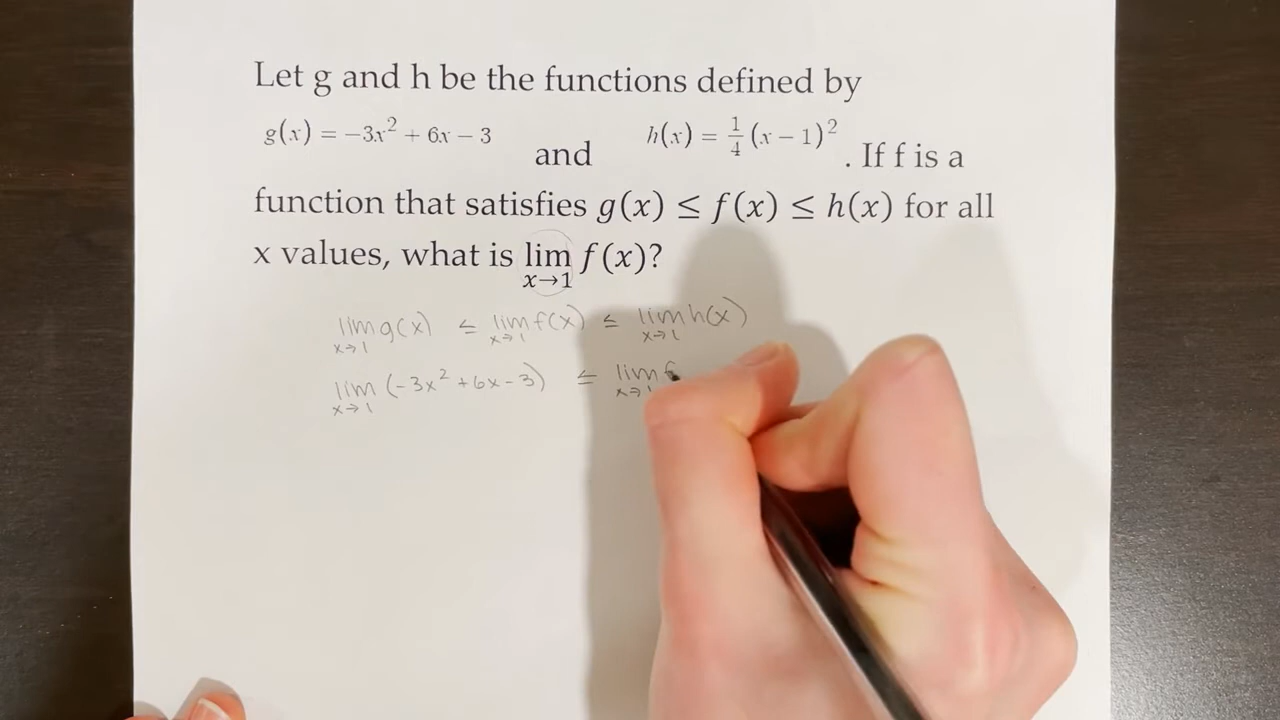 Let g and h be the functions defined by
g(x) = −3x² + 6x − 3 and h(x) = 1/4 (x − 1)² . If f is a
function that satisfies g(x) ≤ f(x) ≤ h(x) for all
x values, what is lim x→1 f(x)?
lim x→1 g(x) ≤ lim x→1 f(x) ≤ lim x→1 h(x)
lim x→1 (-3x² + 6x - 3) ≤ lim x→1 f